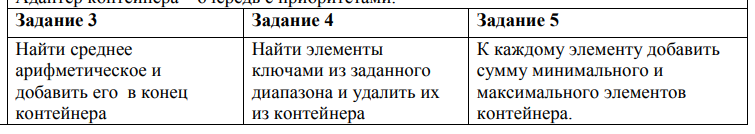 Адаптер контейнера – очередь с приоритетами.
Задание 3
Задание 4
Задание 5
Найти среднее
арифметическое и
добавить его в конец
контейнера
Найти элементы
ключами из заданного
диапазона и удалить их
из контейнера
К каждому элементу добавить
сумму минимального и
максимального элементов
контейнера.